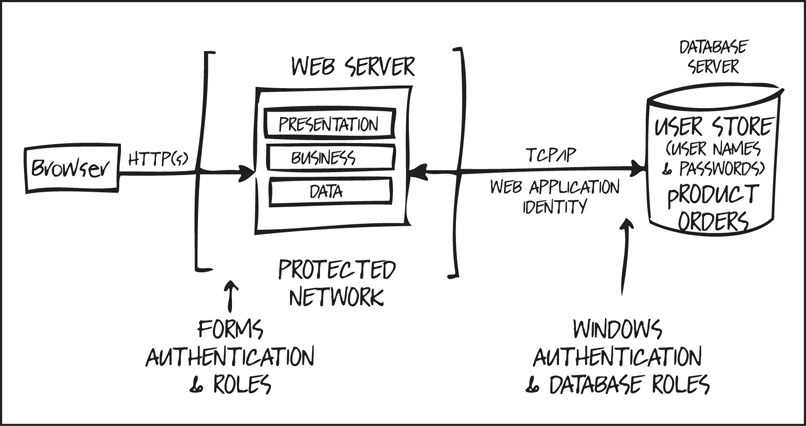 WEB SERVER
PRESENTATION
BUSINESS
DATA
Browser
HTTP(s)
PROTECTED
NETWORK
TCP/IP
WEB APPLICATION
IDENTITY
DATABASE
SERVER
USER STORE
(USER NAMES
& PASSWORDS)
PRODUCT
ORDERS
FORMS
AUTHENTICATION
& ROLES
WINDOWS
AUTHENTICATION
& DATABASE ROLES